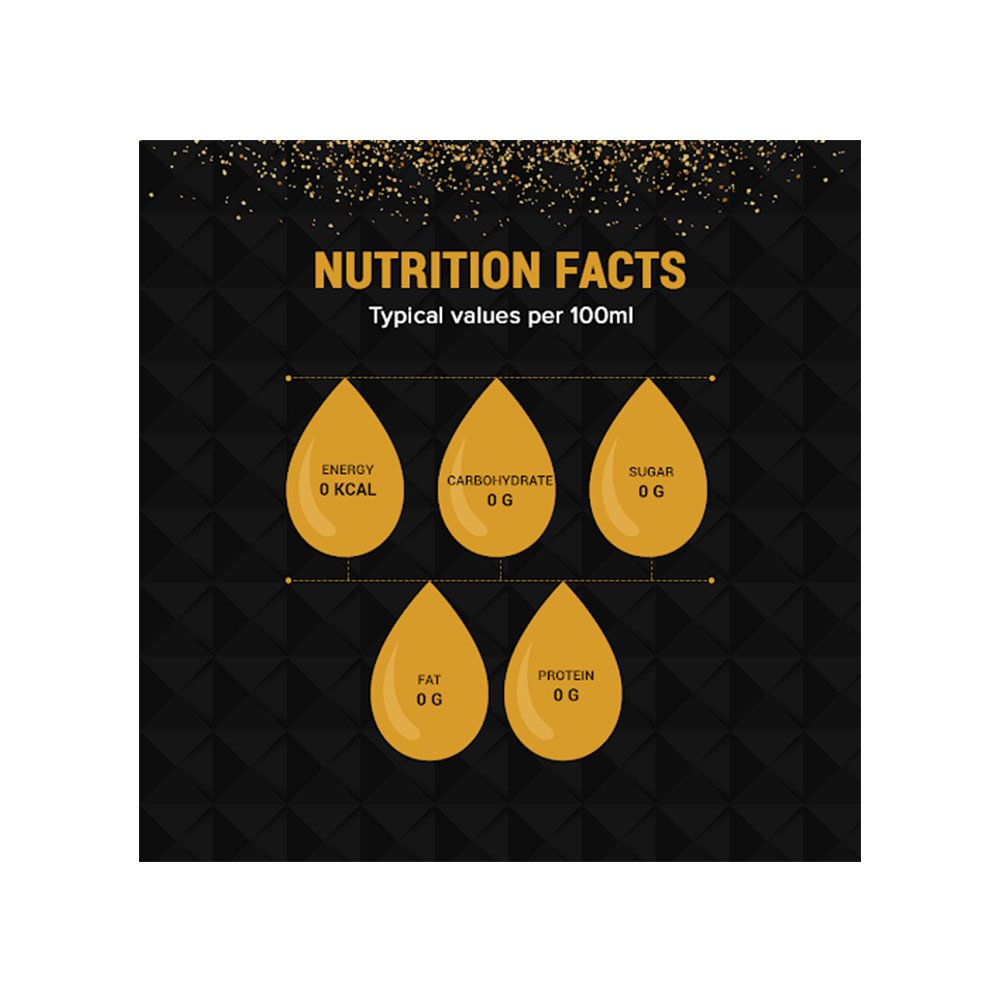 NUTRITION FACTS
Typical values per 100ml
ENERGY
0 KCAL
CARBOHYDRATE
0 G
SUGAR
0 G
FAT
0 G
PROTEIN
0 G